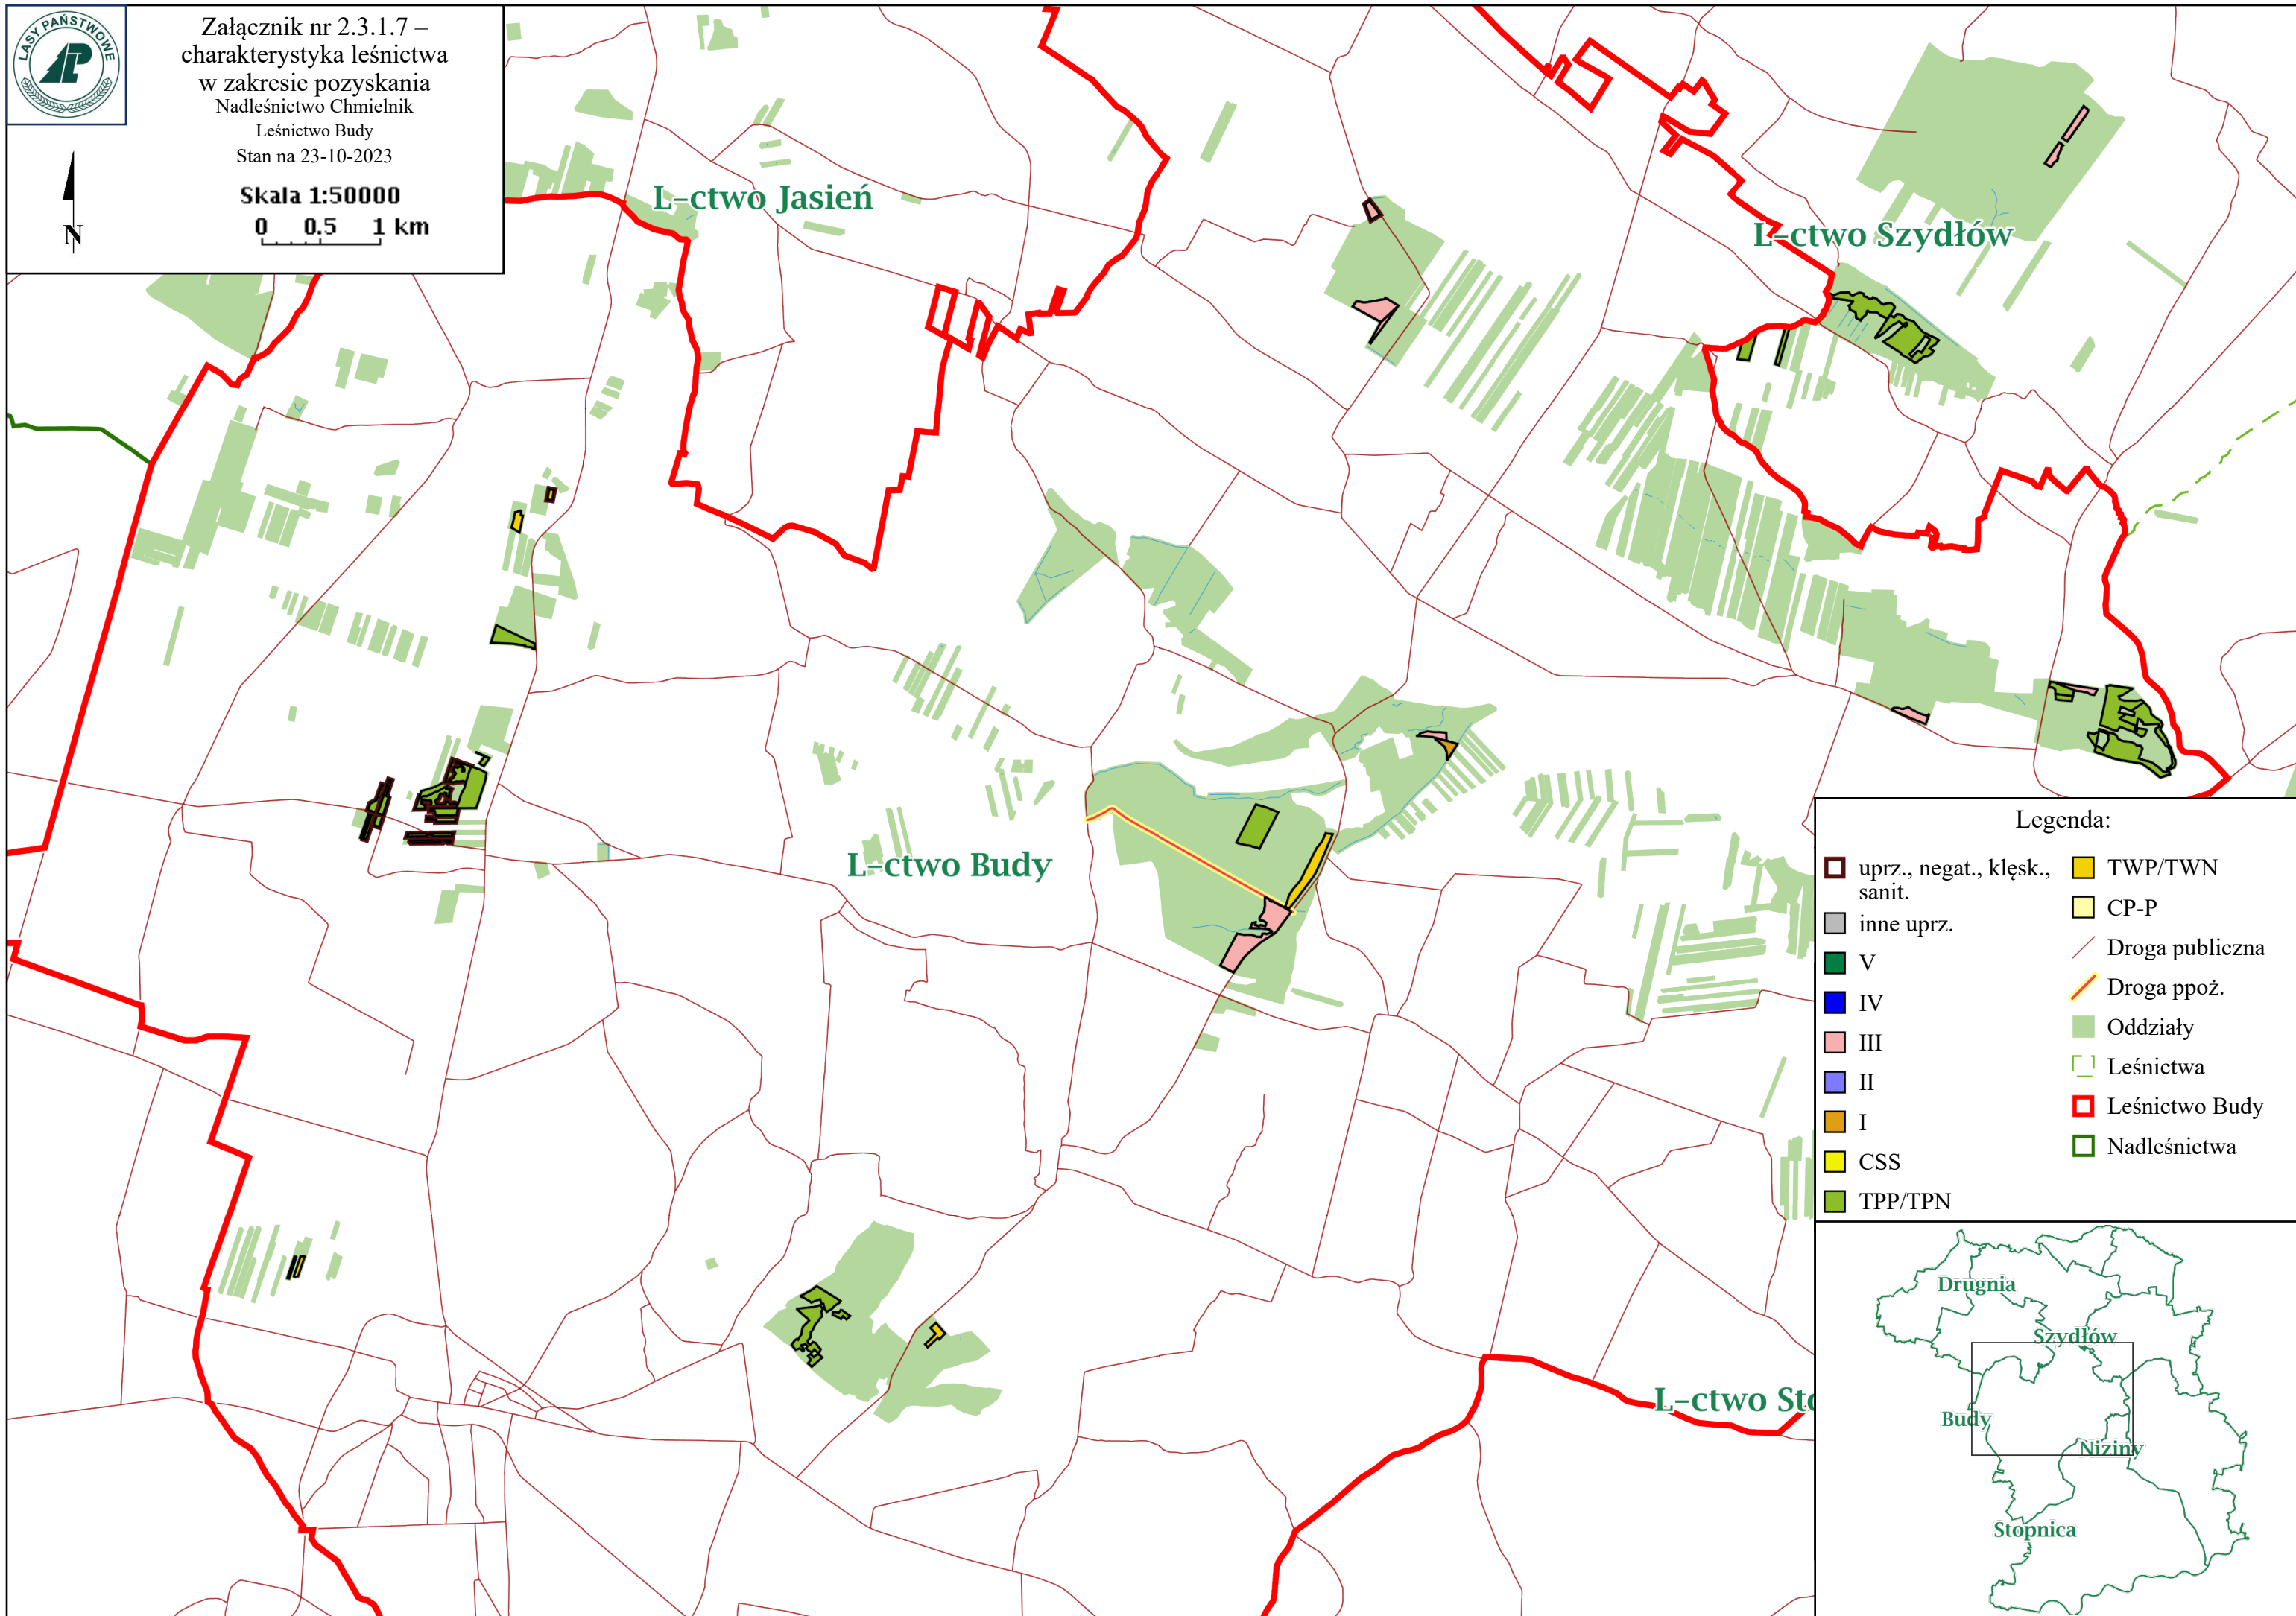 LASY PAŃSTWOWE
Załącznik nr 2.3.1.7 –
charakterystyka leśnictwa
w zakresie pozyskania
Nadleśnictwo Chmielnik
Leśnictwo Budy
Stan na 23-10-2023
Skala 1:50000
0 0.5 1 km
N
L-ctwo Jasień
L-ctwo Szydłów
L-ctwo Budy
L-ctwo Sto
Legenda:
uprz., negat., klęsk.,
sanit.
inne uprz.
V
IV
III
II
I
CSS
TPP/TPN
TWP/TWN
CP-P
Droga publiczna
Droga ppoż.
Oddziały
Leśnictwa
Leśnictwo Budy
Nadleśnictwa
Drugnia
Szydłów
Budy
Niziny
Stopnica